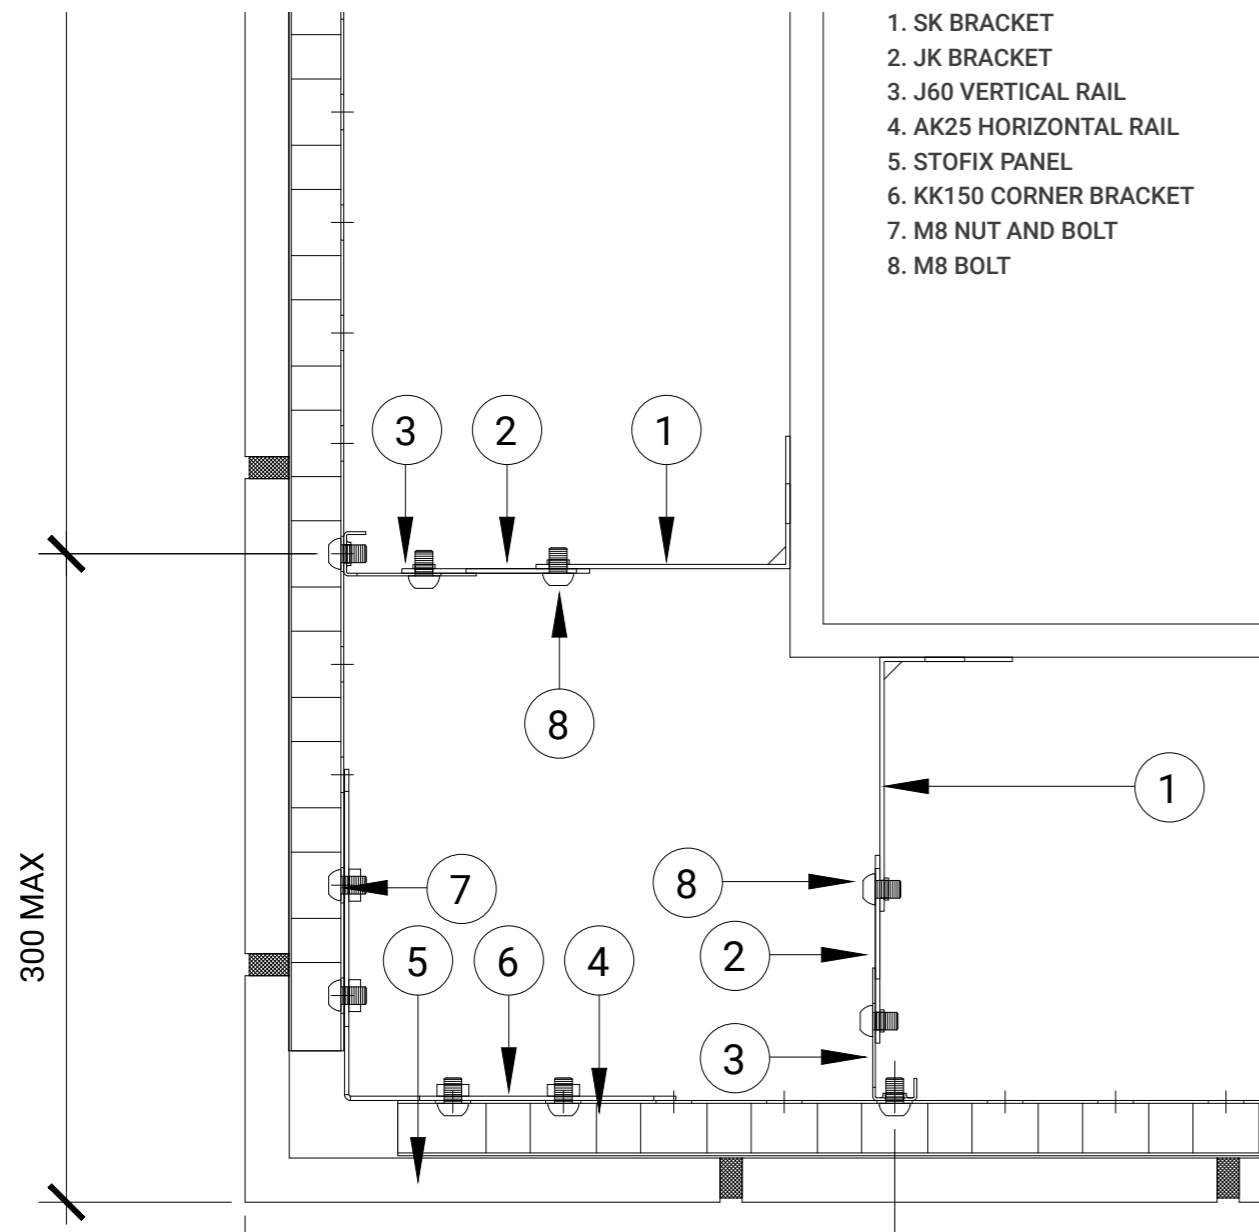 1. SK BRACKET
2. JK BRACKET
3. J60 VERTICAL RAIL
4. AK25 HORIZONTAL RAIL
5. STOFIX PANEL
6. KK150 CORNER BRACKET
7. M8 NUT AND BOLT
8. M8 BOLT
3 2 1
8
1
7
8
5 6 4
2
3
300 MAX